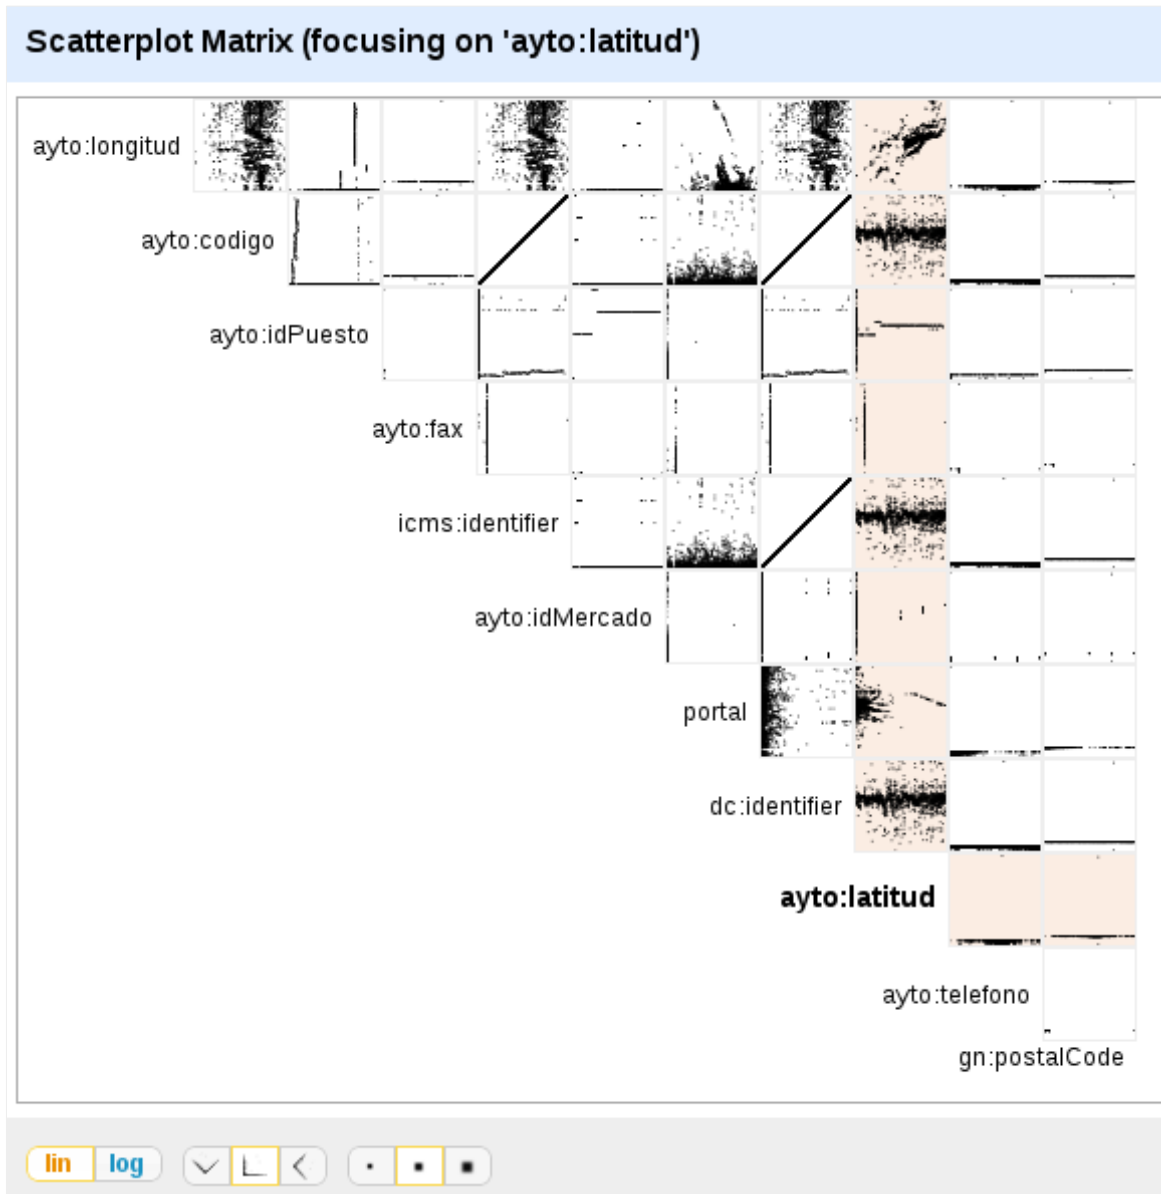 Scatterplot Matrix (focusing on 'ayto:latitud')
ayto:longitud
ayto:codigo
ayto:idPuesto
ayto:fax
icms:identifier
ayto:idMercado
portal
dc:identifier
ayto:latitud
ayto:telefono
gn:postalCode
lin log